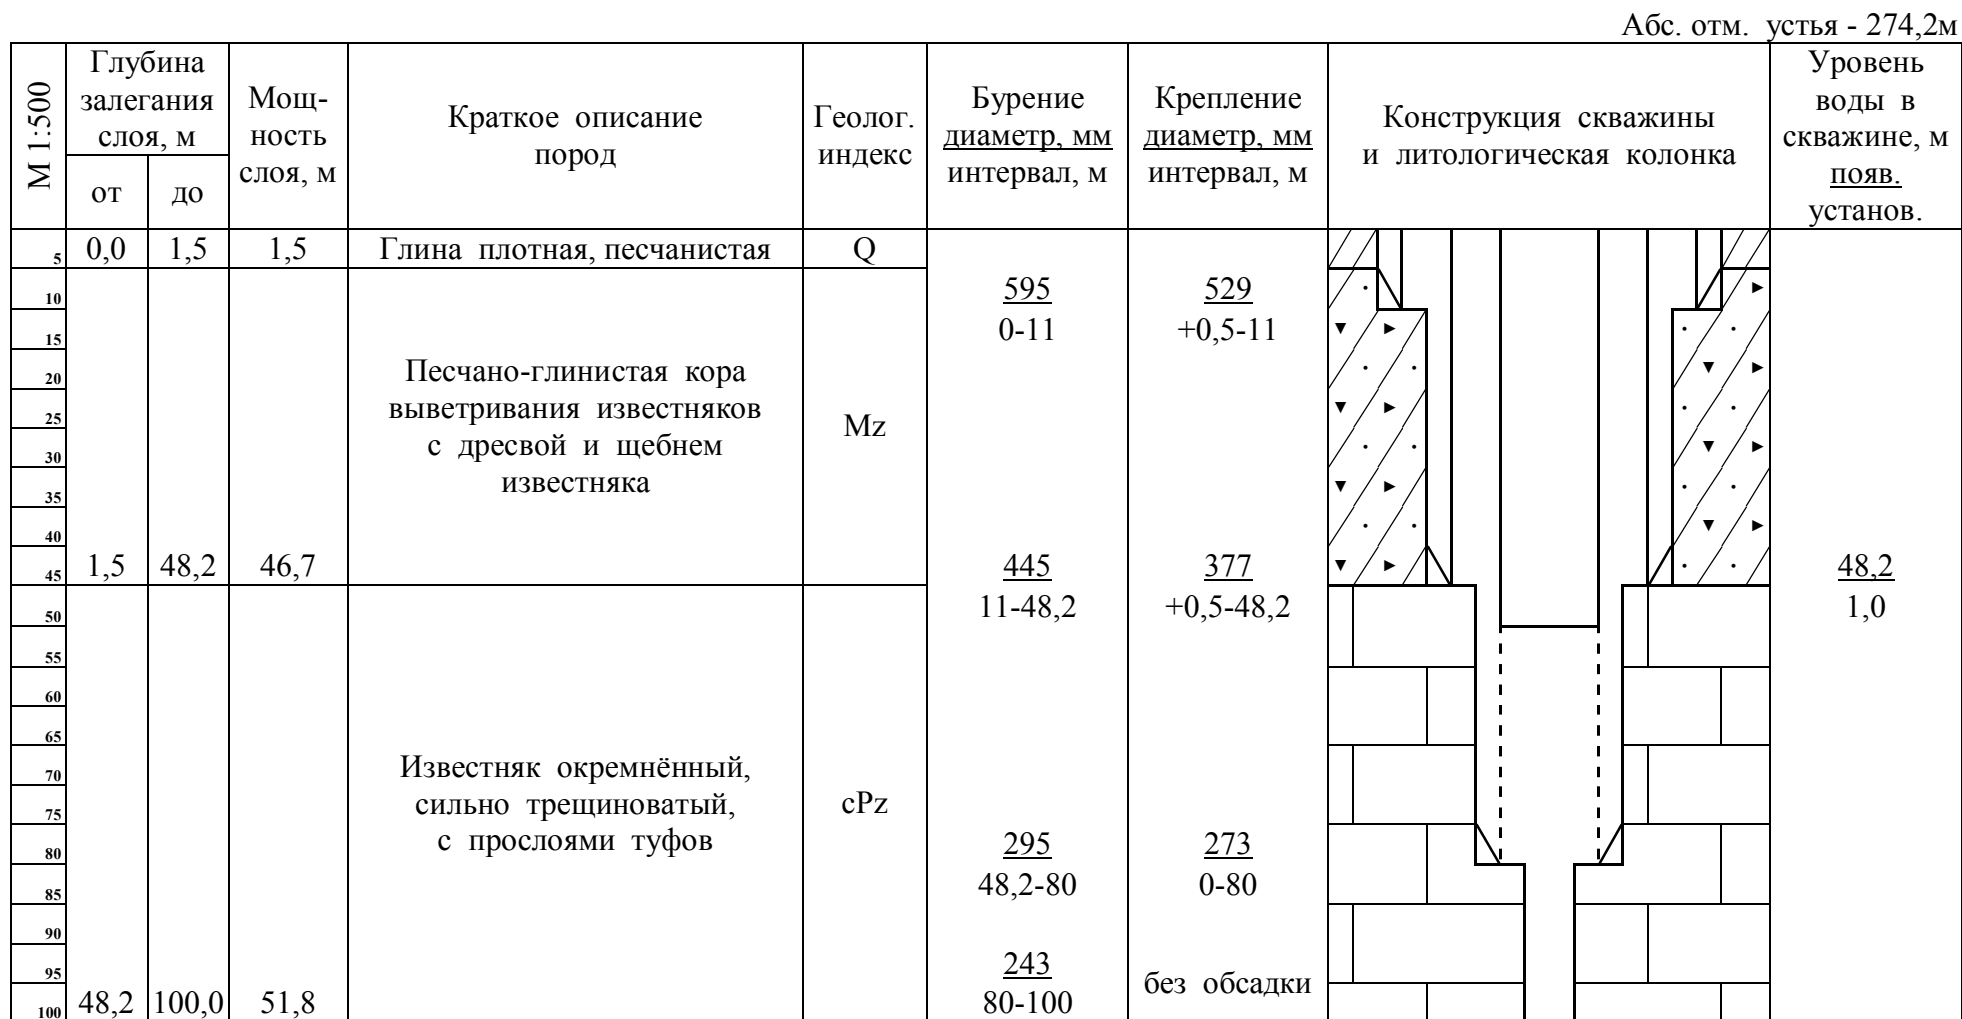 Абс. отм. устья - 274,2м
М 1:500
Глубина
залегания
слоя, м
от
до
Мощ-
ность
слоя, м
Краткое описание
пород
Геолог.
индекс
Бурение
диаметр, мм
интервал, м
Крепление
диаметр, мм
интервал, м
Конструкция скважины
и литологическая колонка
Уровень
воды в
скважине, м
появ.
установ.
5
10
15
20
25
30
35
40
45
50
55
60
65
70
75
80
85
90
95
100
0,0 1,5 1,5 Глина плотная, песчанистая Q
1,5 48,2 46,7
Песчано-глинистая кора
выветривания известняков
с дресвой и щебнем
известняка
Mz
48,2 100,0 51,8
Известняк окремнённый,
сильно трещиноватый,
с прослоями туфов
cPz
595
0-11
445
11-48,2
295
48,2-80
243
80-100
529
+0,5-11
377
+0,5-48,2
273
0-80
без обсадки
48,2
1,0